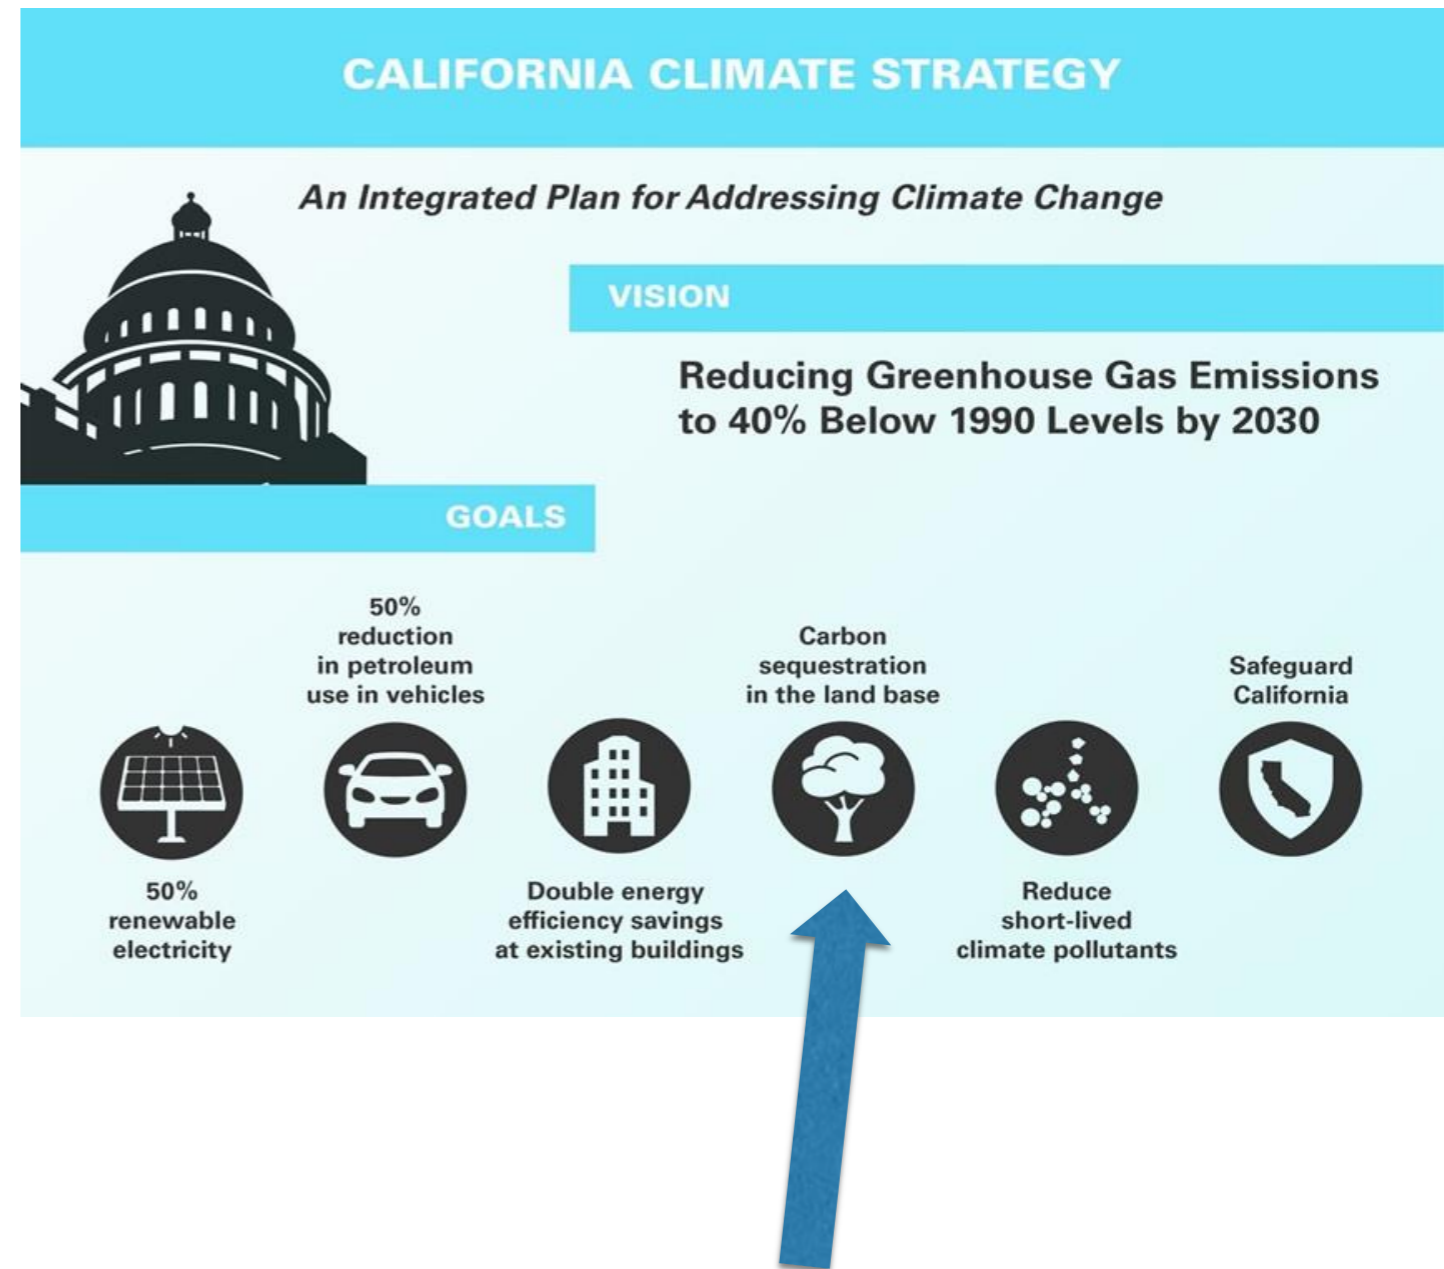 CALIFORNIA CLIMATE STRATEGY
An Integrated Plan for Addressing Climate Change
VISION
Reducing Greenhouse Gas Emissions
to 40% Below 1990 Levels by 2030
GOALS
50%
renewable
electricity
50%
reduction
in petroleum
use in vehicles
Double energy
efficiency savings
at existing buildings
Carbon
sequestration
in the land base
Reduce
short-lived
climate pollutants
Safeguard
California